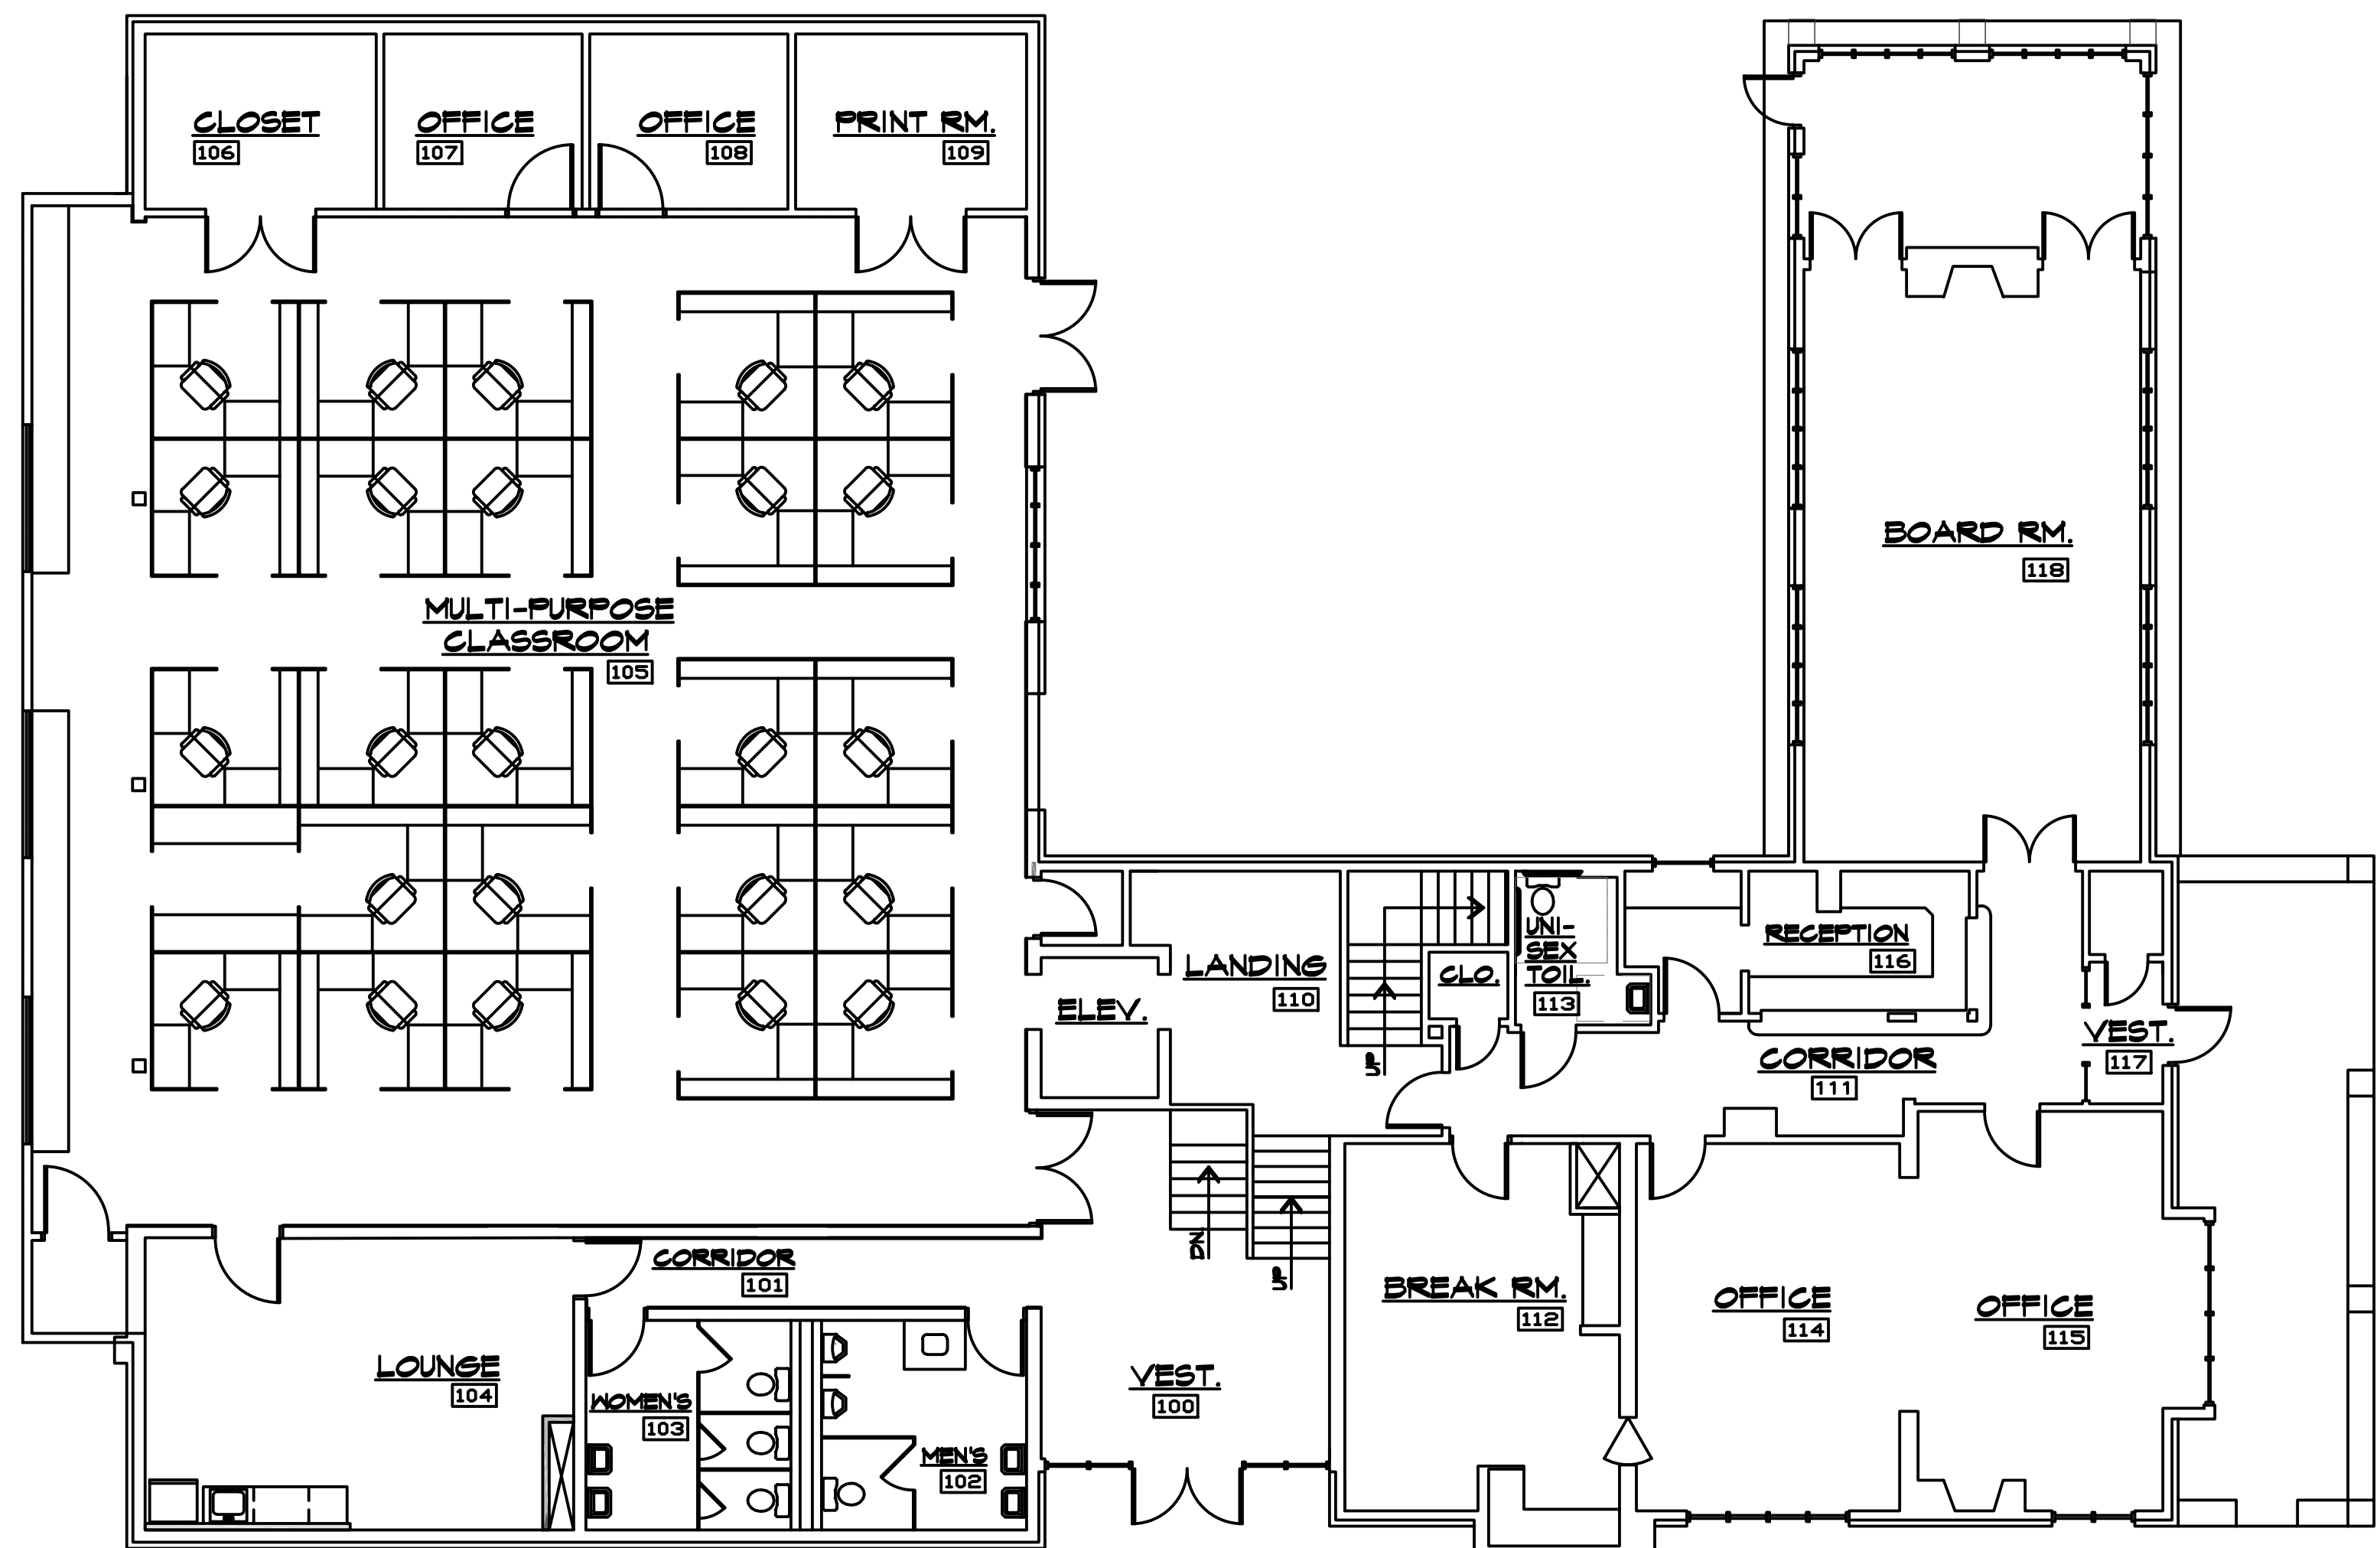 CLOSET
106
OFFICE
107
OFFICE
108
PRINT RM.
109
MULTI-PURPOSE
CLASSROOM
105
BOARD RM.
118
LANDING
110
ELEV.
UP
CLO.
UNI-
SEX
TOIL.
113
RECEPTION
116
CORRIDOR
111
VEST.
117
DN
UP
CORRIDOR
101
LOUNGE
104
WOMEN'S
103
MEN'S
102
VEST.
100
BREAK RM.
112
OFFICE
114
OFFICE
115